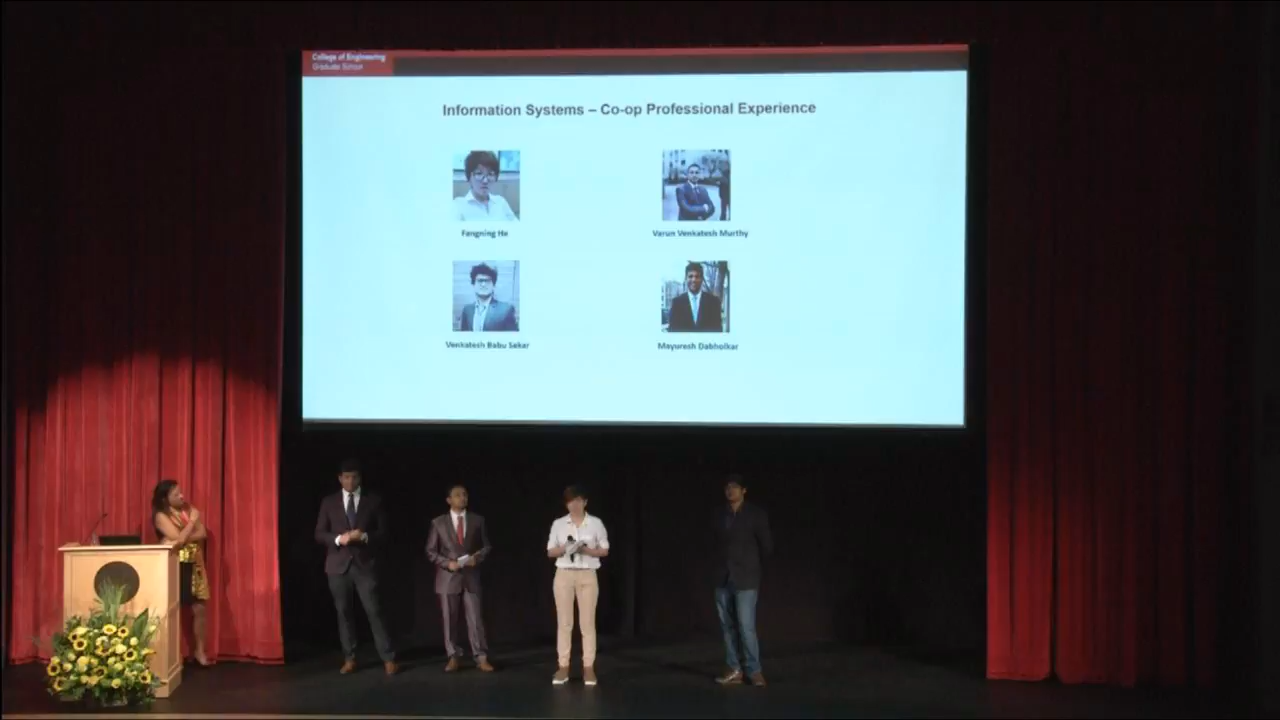 College of Engineering
Graduate School
Information Systems – Co-op Professional Experience
Fangning He
Varun Venkatesh Murthy
Venkatesh Babu Sekar
Mayuresh Dabholkar